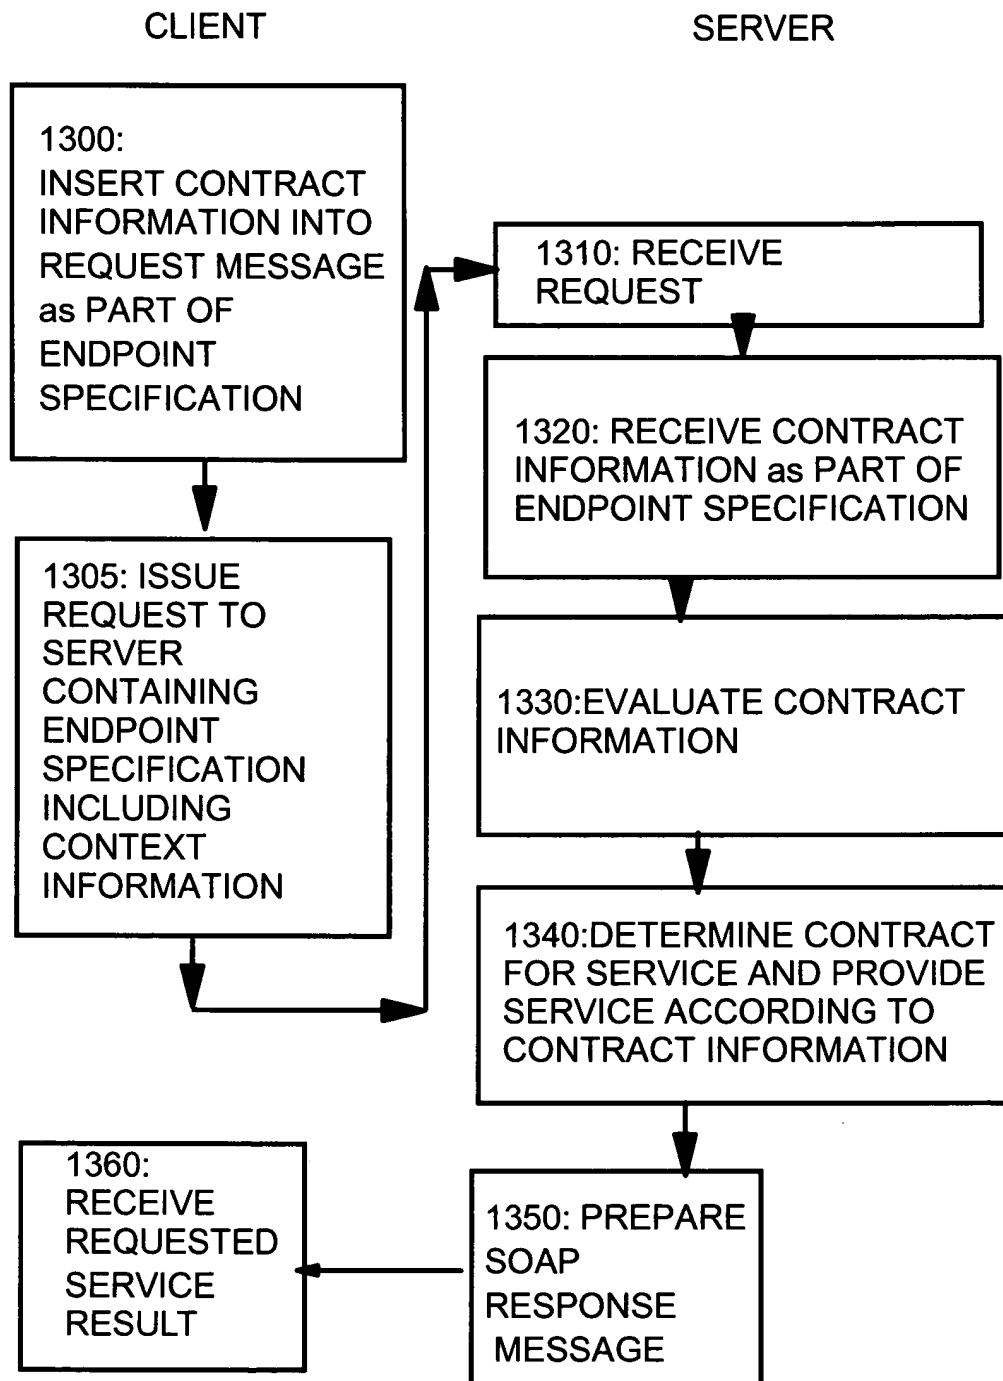 CLIENT
SERVER
1300:
INSERT CONTRACT
INFORMATION INTO
REQUEST MESSAGE
as PART OF
ENDPOINT
SPECIFICATION
1305: ISSUE
REQUEST TO
SERVER
CONTAINING
ENDPOINT
SPECIFICATION
INCLUDING
CONTEXT
INFORMATION
1310: RECEIVE
REQUEST
1320: RECEIVE CONTRACT
INFORMATION as PART OF
ENDPOINT SPECIFICATION
1330:EVALUATE CONTRACT
INFORMATION
1340:DETERMINE CONTRACT
FOR SERVICE AND PROVIDE
SERVICE ACCORDING TO
CONTRACT INFORMATION
1350: PREPARE
SOAP
RESPONSE
MESSAGE
1360:
RECEIVE
REQUESTED
SERVICE
RESULT